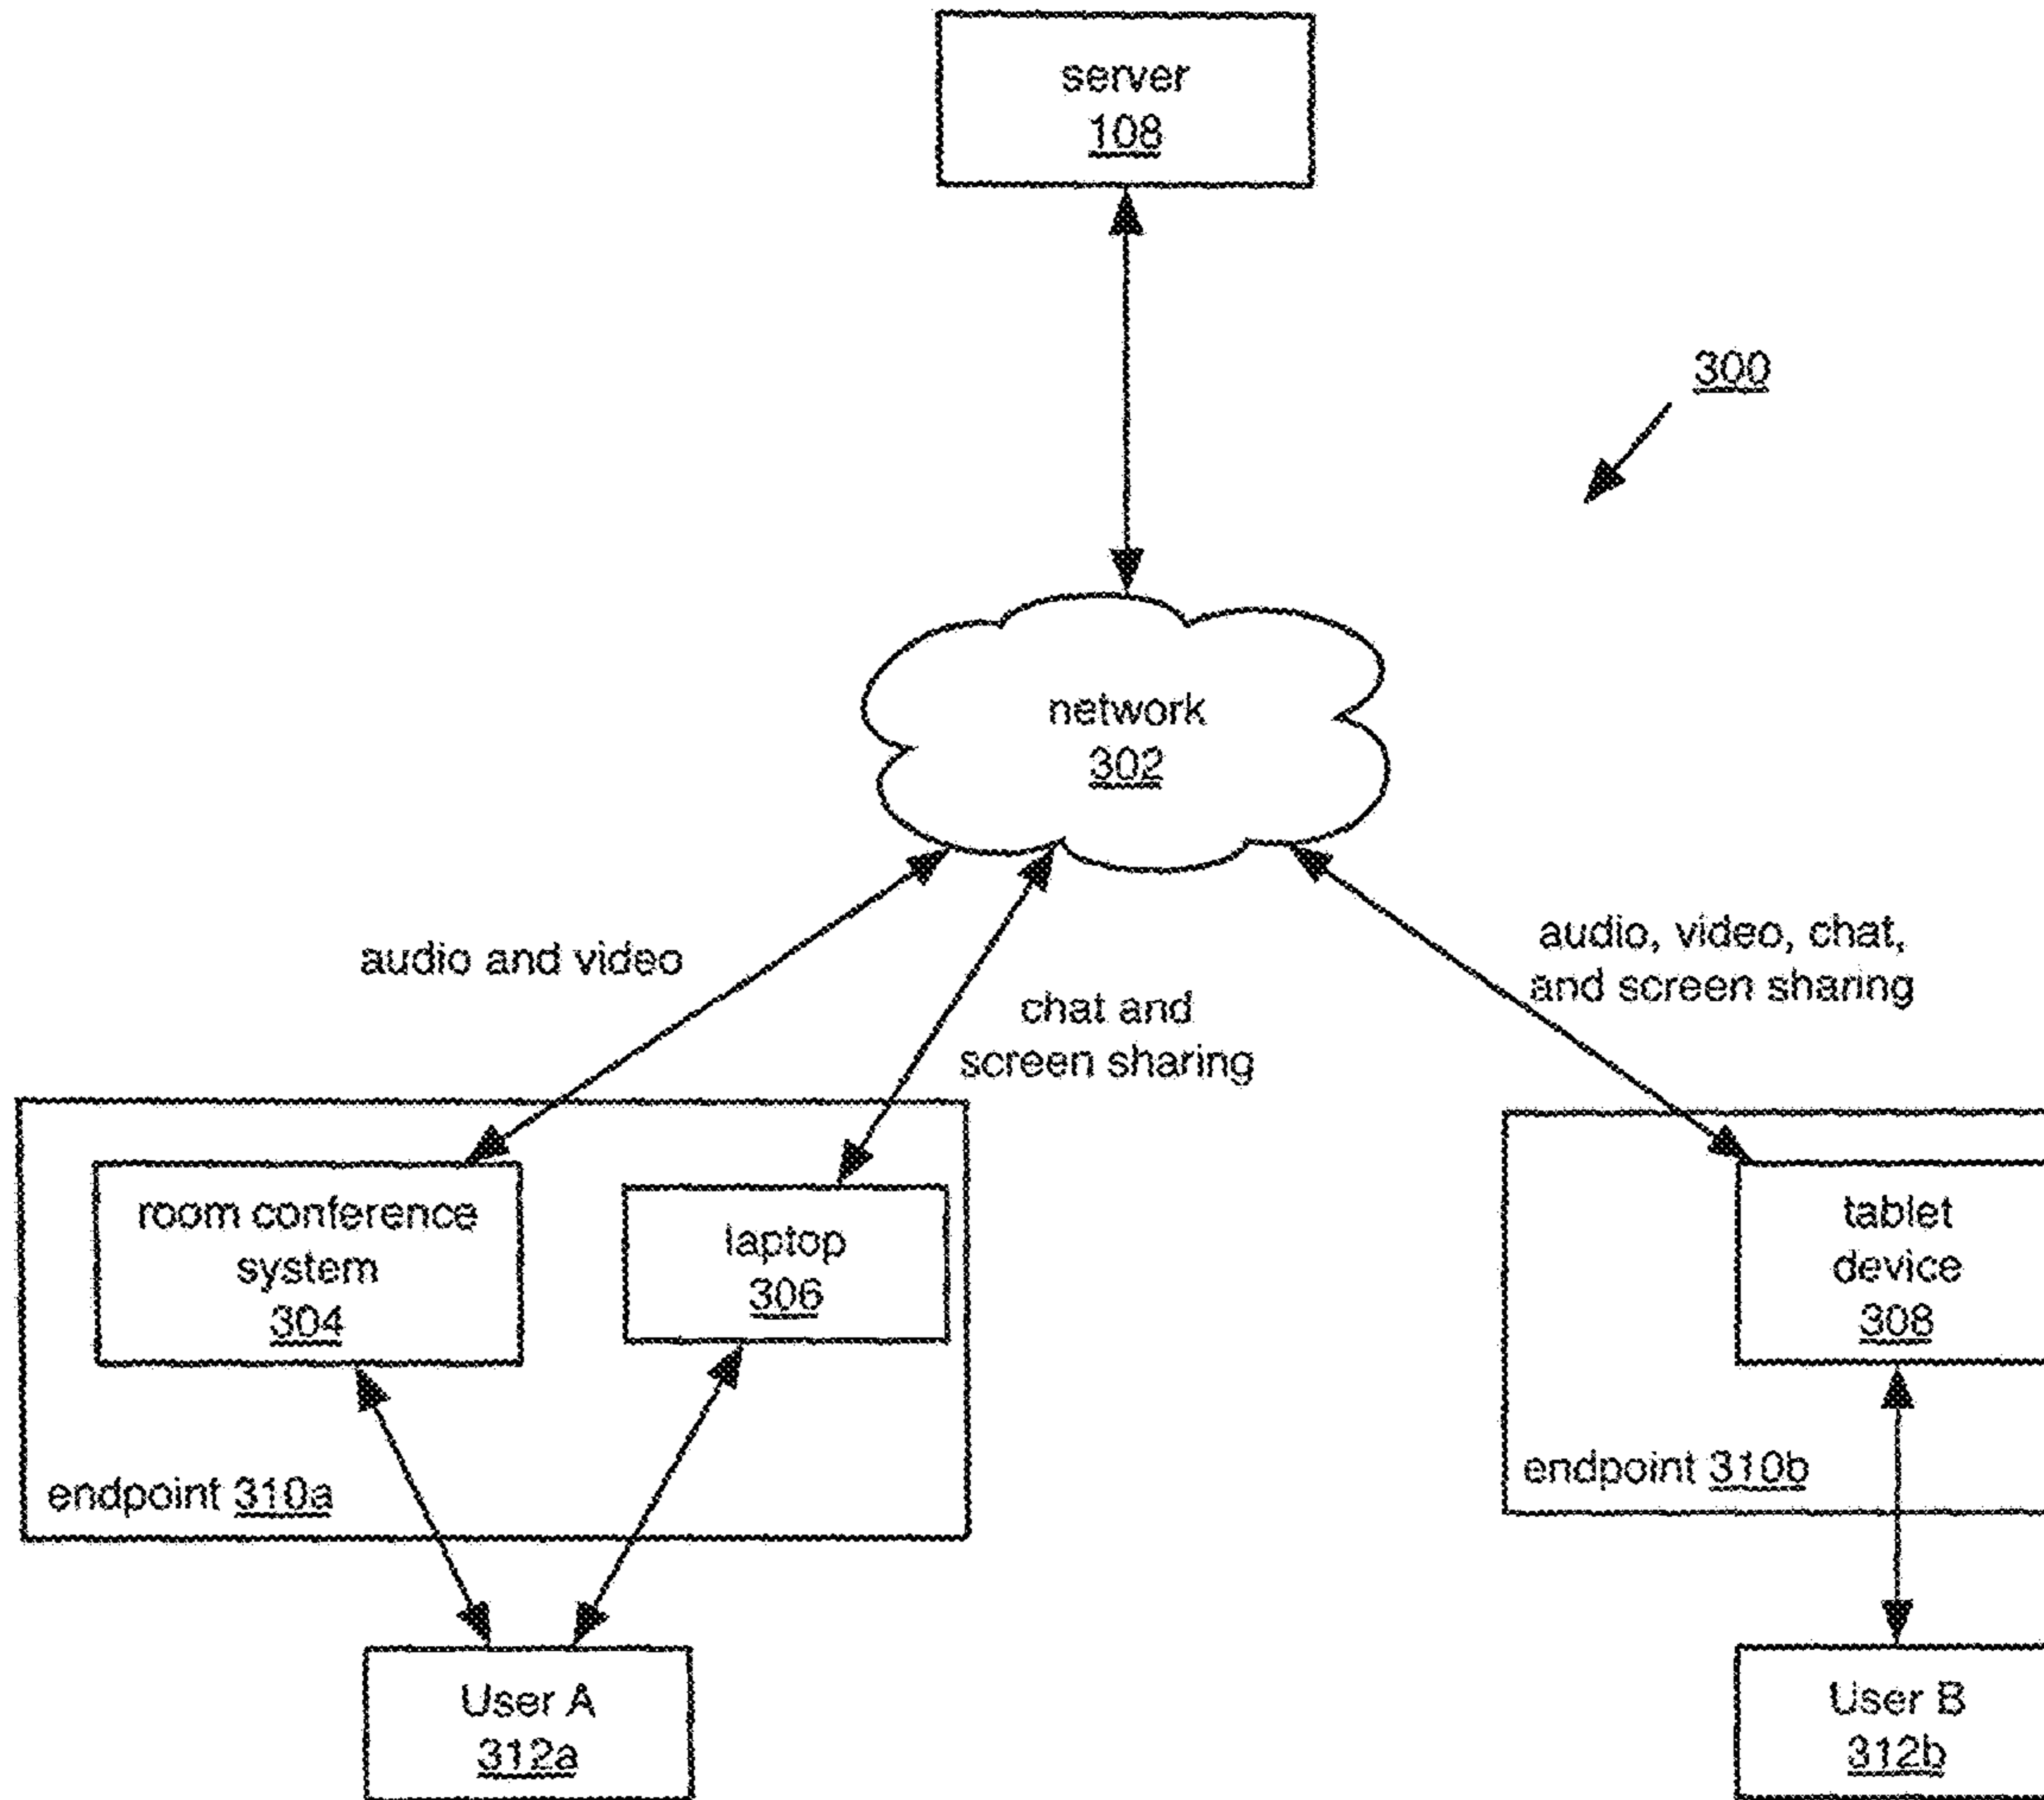 server
108
300
network
302
audio and video
audio, video, chat,
and screen sharing
chat and
screen sharing
room conference
system
304
laptop
306
tablet
device
308
endpoint 310a
endpoint 310b
User A
312a
User B
312b